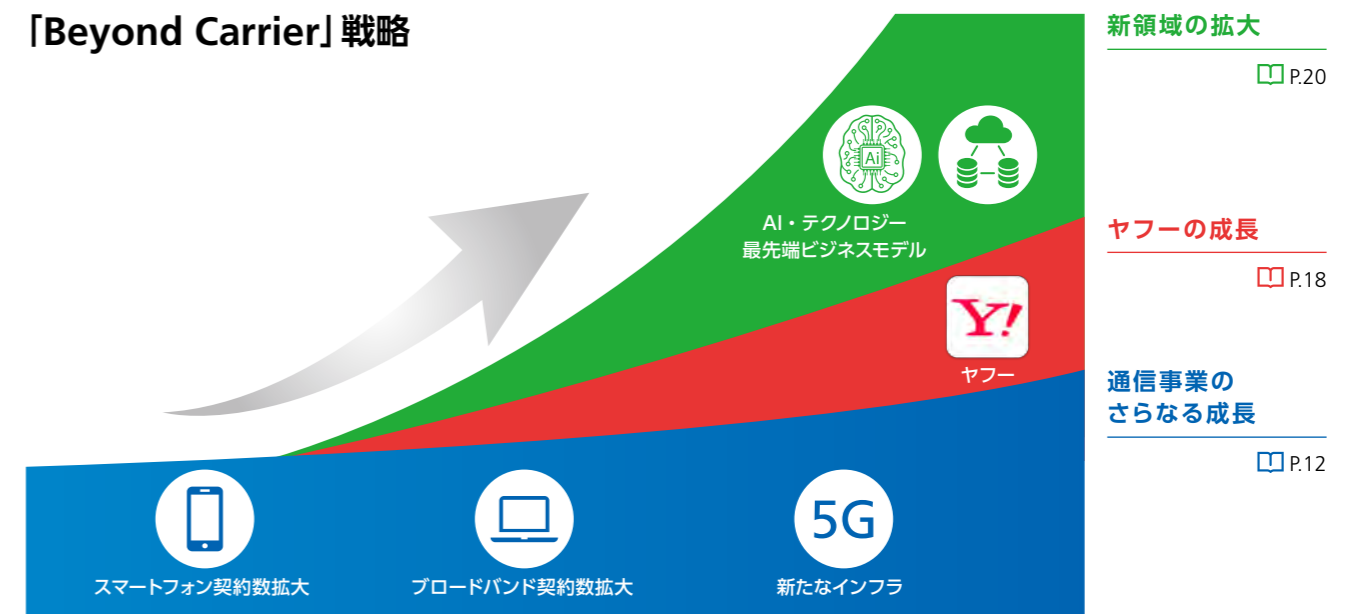 「Beyond Carrier」戦略
新領域の拡大
P.20
Ai
AI・テクノロジー
最先端ビジネスモデル
ヤフーの成長
P.18
Y!
ヤフー
通信事業の
さらなる成長
P.12
5G
スマートフォン契約数拡大
ブロードバンド契約数拡大
新たなインフラ